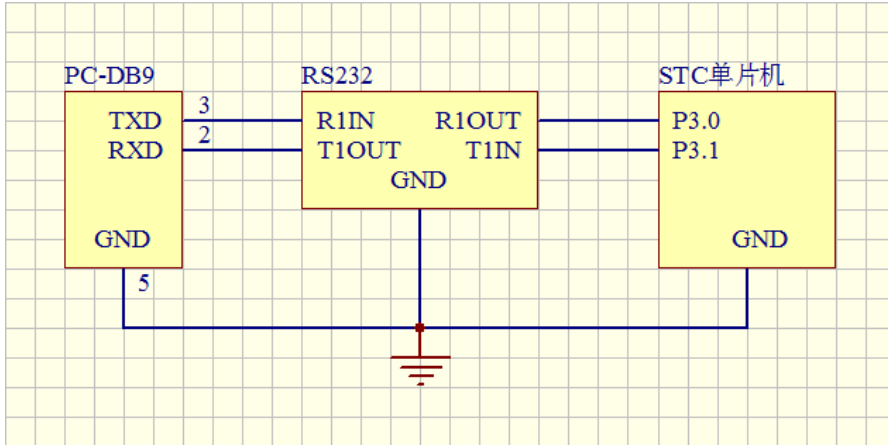 PC-DB9 RS232 STC单片机
TXD 3 R1IN R1OUT P3.0
RXD 2 T1OUT T1IN P3.1
GND
GND GND
5